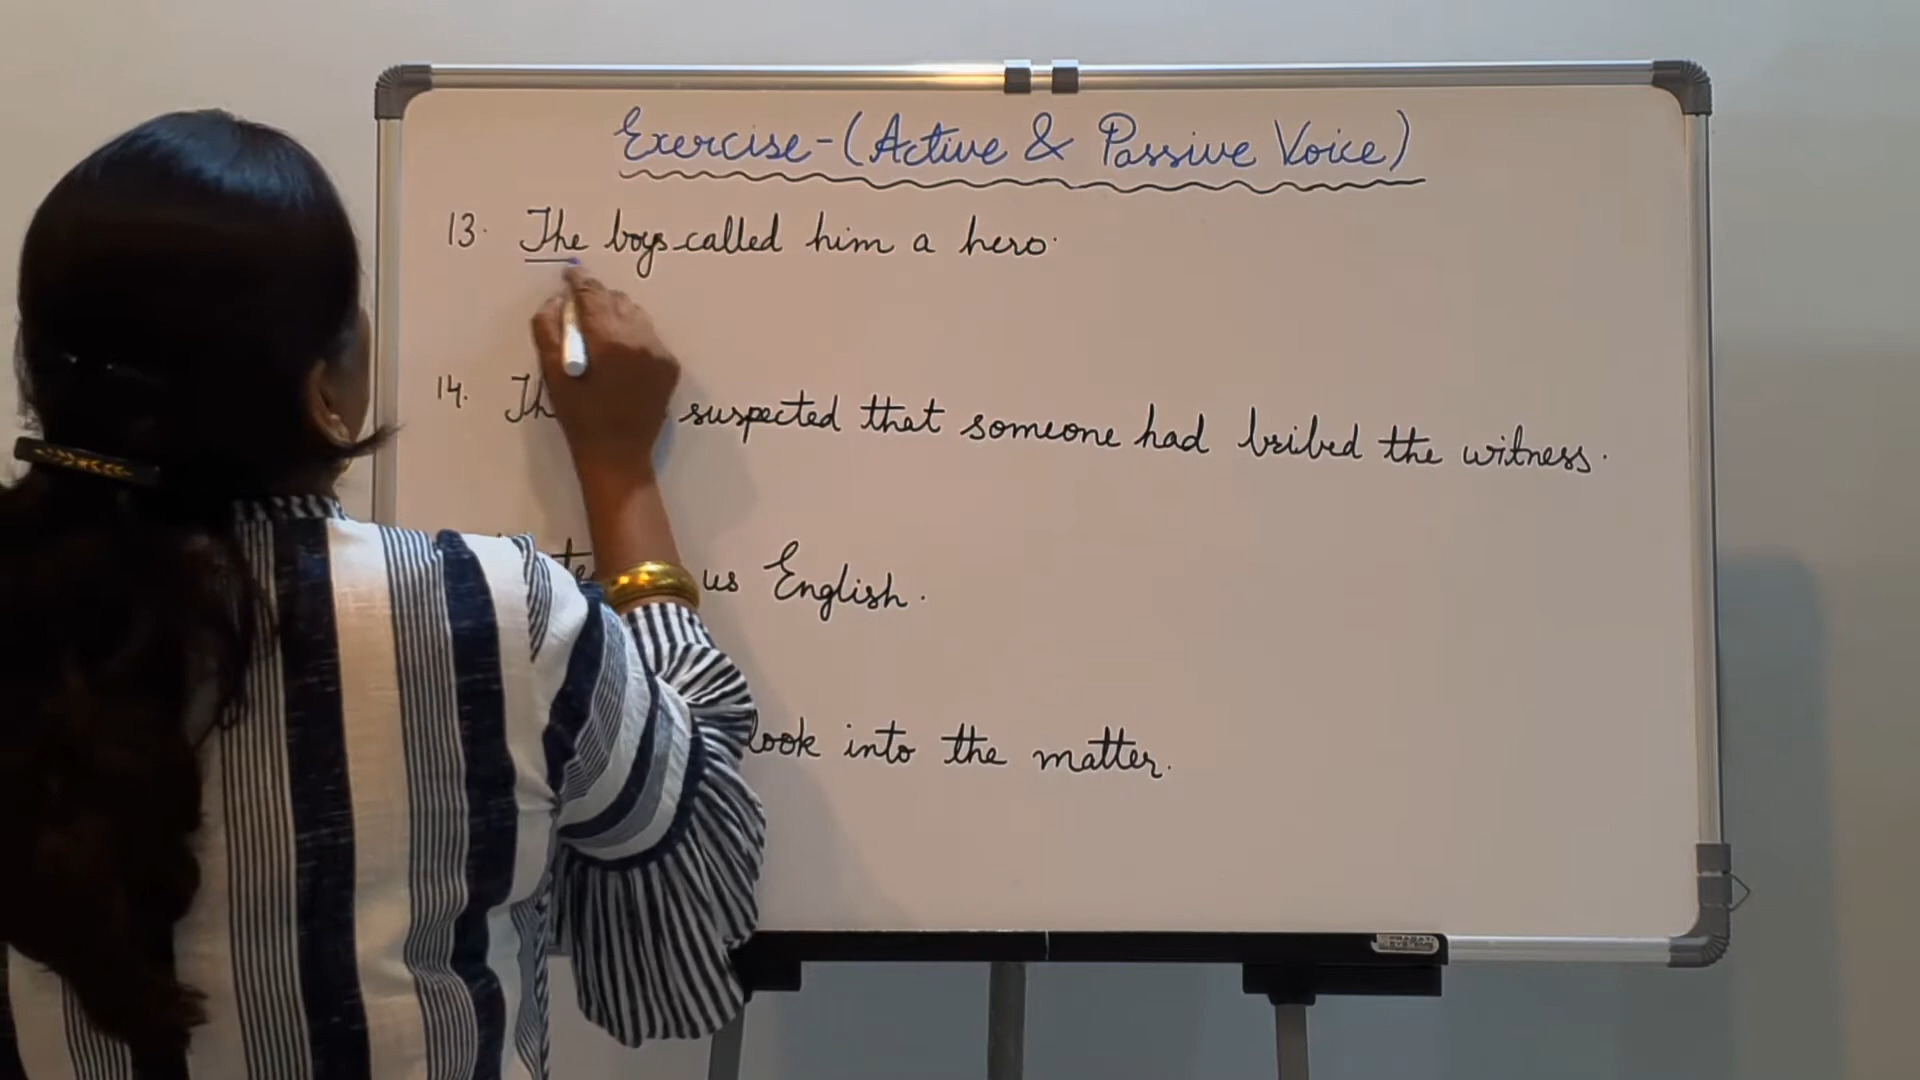 Exercise-(Active & Passive Voice)
13. The boys called him a hero.
14. suspected that someone had bribed the witness.
us English.
look into the matter.